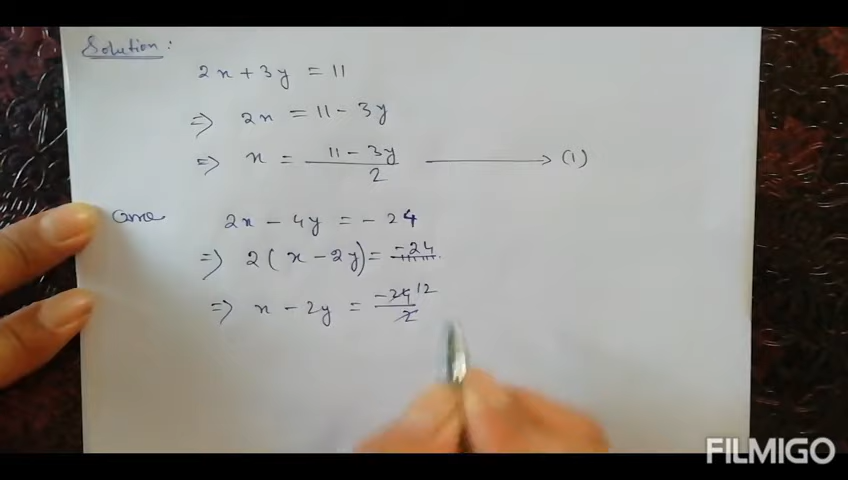 Solution:
2x + 3y = 11
⇒ 2x = 11 - 3y
⇒ x = (11 - 3y)/2 ⟶ (1)
2x - 4y = - 24
⇒ 2(x - 2y) = -24
⇒ x - 2y = -24/2 12
FILMIGO